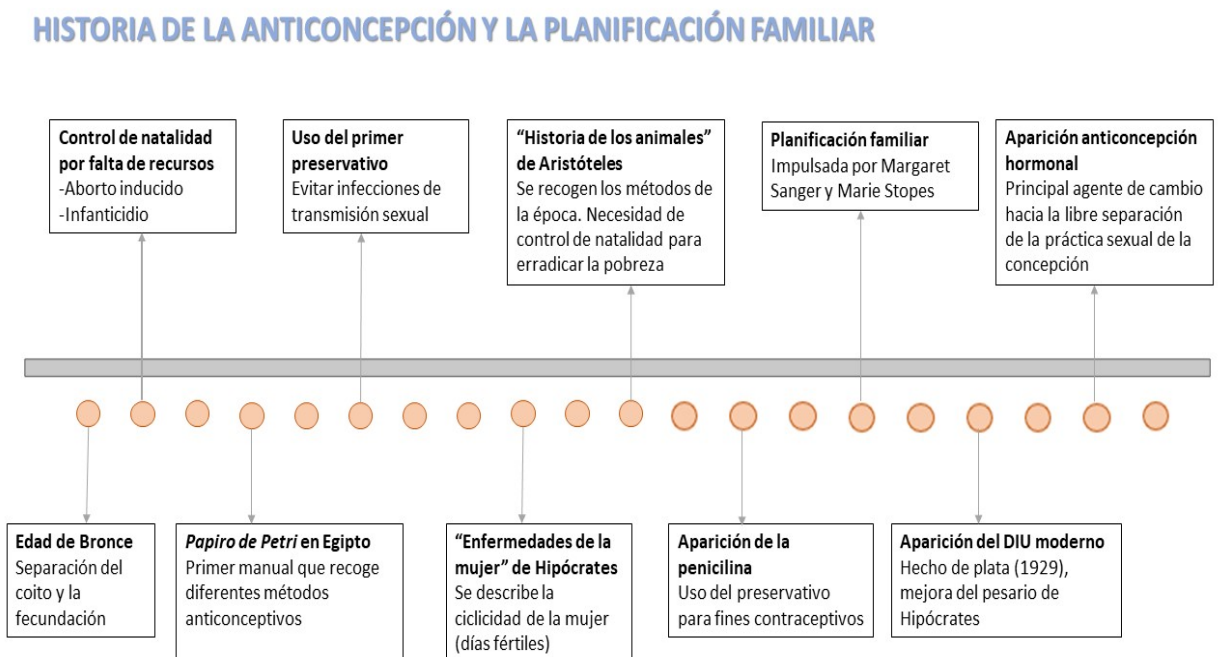 HISTORIA DE LA ANTICONCEPCIÓN Y LA PLANIFICACIÓN FAMILIAR
Control de natalidad
por falta de recursos
-Aborto inducido
-Infanticidio
Uso del primer
preservativo
Evitar infecciones de
transmisión sexual
“Historia de los animales”
de Aristóteles
Se recogen los métodos de
la época. Necesidad de
control de natalidad para
erradicar la pobreza
Planificación familiar
Impulsada por Margaret
Sanger y Marie Stopes
Aparición anticoncepción
hormonal
Principal agente de cambio
hacia la libre separación
de la práctica sexual de la
concepción
Edad de Bronce
Separación del
coito y la
fecundación
Papiro de Petri en Egipto
Primer manual que recoge
diferentes métodos
anticonceptivos
“Enfermedades de la
mujer” de Hipócrates
Se describe la
ciclicidad de la mujer
(días fértiles)
Aparición de la
penicilina
Uso del preservativo
para fines contraceptivos
Aparición del DIU moderno
Hecho de plata (1929),
mejora del pesario de
Hipócrates